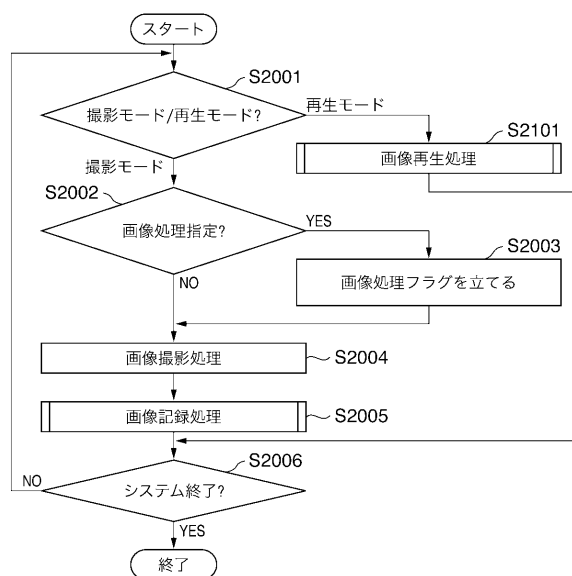 スタート
S2001
撮影モード/再生モード?
再生モード
S2101
画像再生処理
撮影モード
S2002
画像処理指定?
YES
S2003
画像処理フラグを立てる
NO
画像撮影処理
S2004
画像記録処理
S2005
S2006
NO
システム終了?
YES
終了